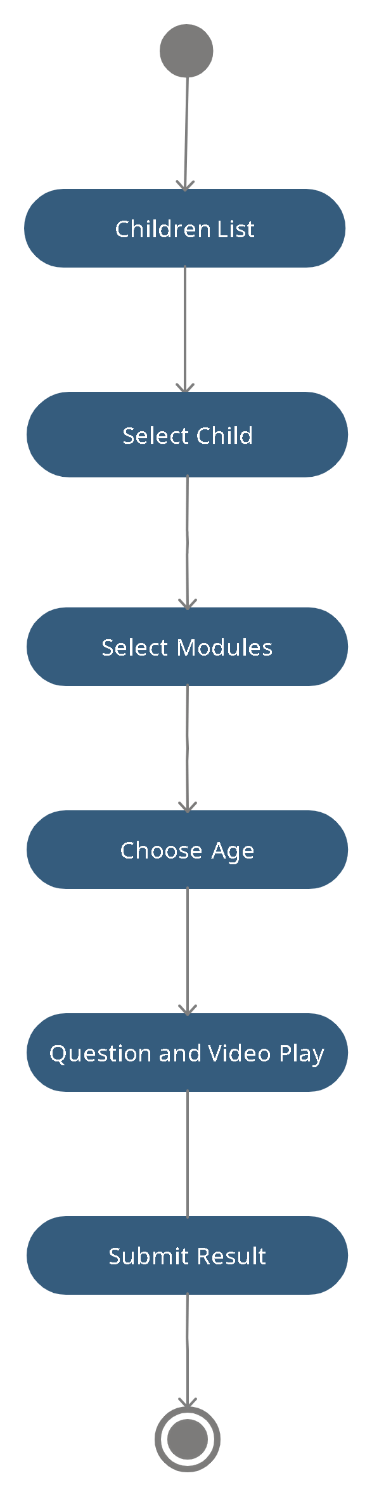 Children List
Select Child
Select Modules
Choose Age
Question and Video Play
Submit Result